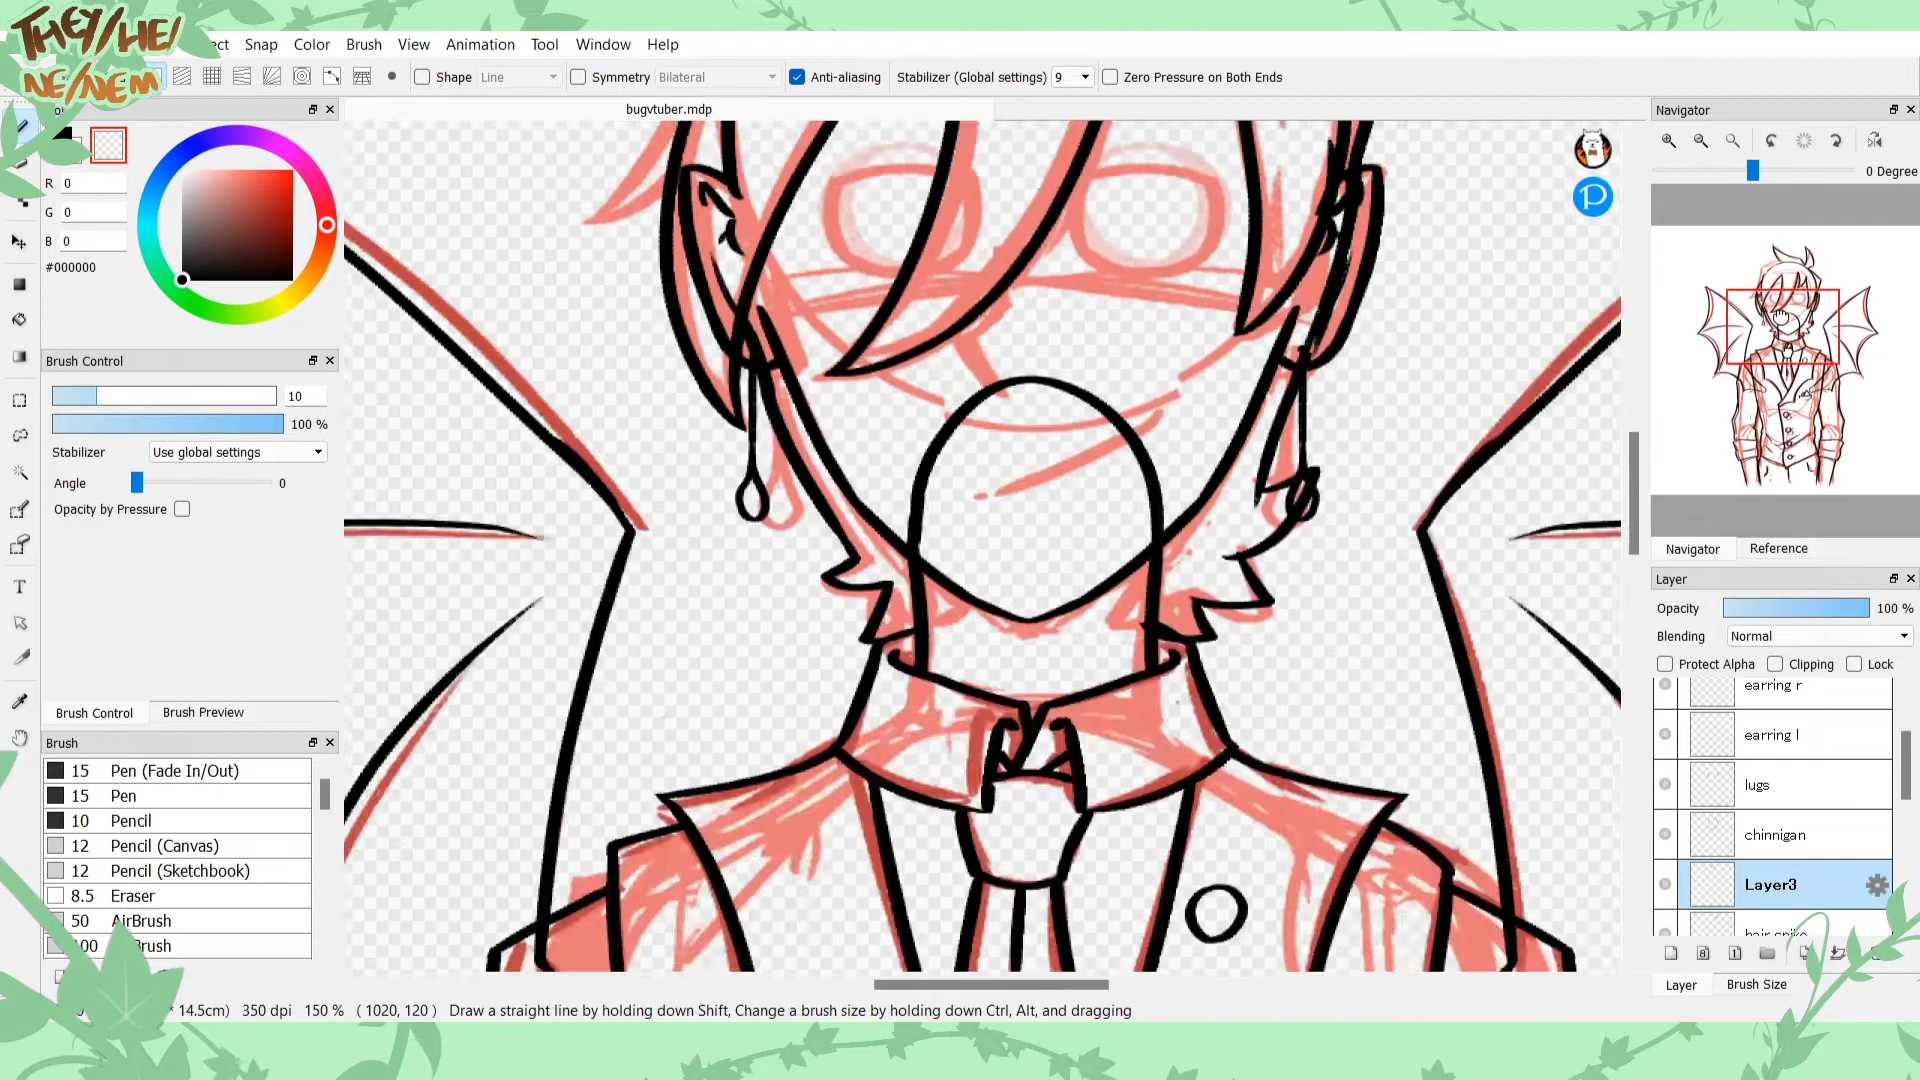 THEY/HE/
NE/NEM
ect Snap Color Brush View Animation Tool Window Help
Shape Line Symmetry Bilateral Anti-aliasing Stabilizer (Global settings) 9 Zero Pressure on Both Ends
bugvtuber.mdp
Navigator
0 Degree
R 0
G 0
B 0
#000000
Brush Control
10
100 %
Stabilizer Use global settings
Angle 0
Opacity by Pressure
Brush Control Brush Preview
Brush
15 Pen (Fade In/Out)
15 Pen
10 Pencil
12 Pencil (Canvas)
12 Pencil (Sketchbook)
8.5 Eraser
50 AirBrush
100 Brush
Navigator Reference
Layer
Opacity 100 %
Blending Normal
Protect Alpha Clipping Lock
earring r
earring l
lugs
chinnigan
Layer3
hair spike
Layer Brush Size
* 14.5cm) 350 dpi 150 % ( 1020, 120 ) Draw a straight line by holding down Shift, Change a brush size by holding down Ctrl, Alt, and dragging